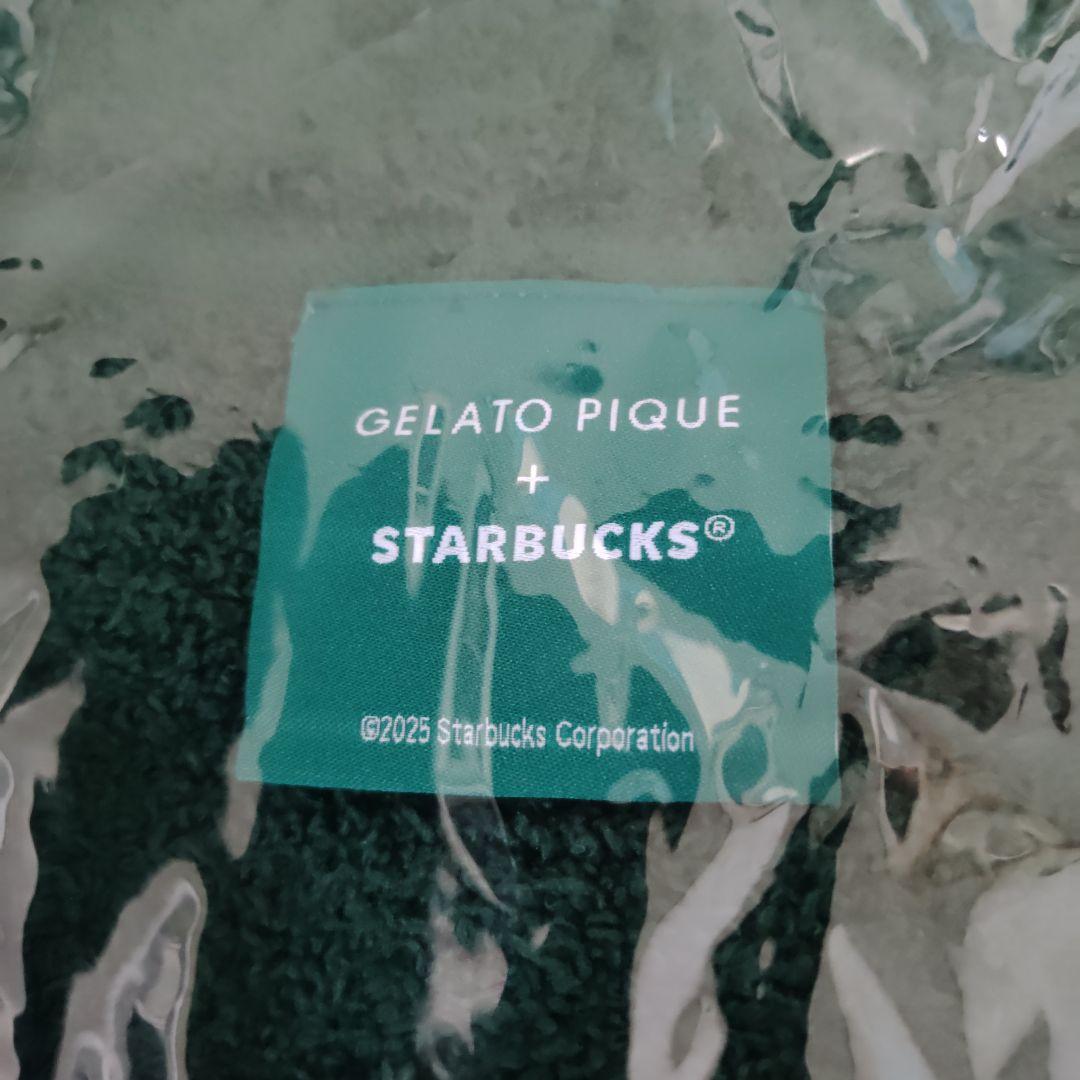 GELATO PIQUE
+
STARBUCKS®
©2025 Starbucks Corporation